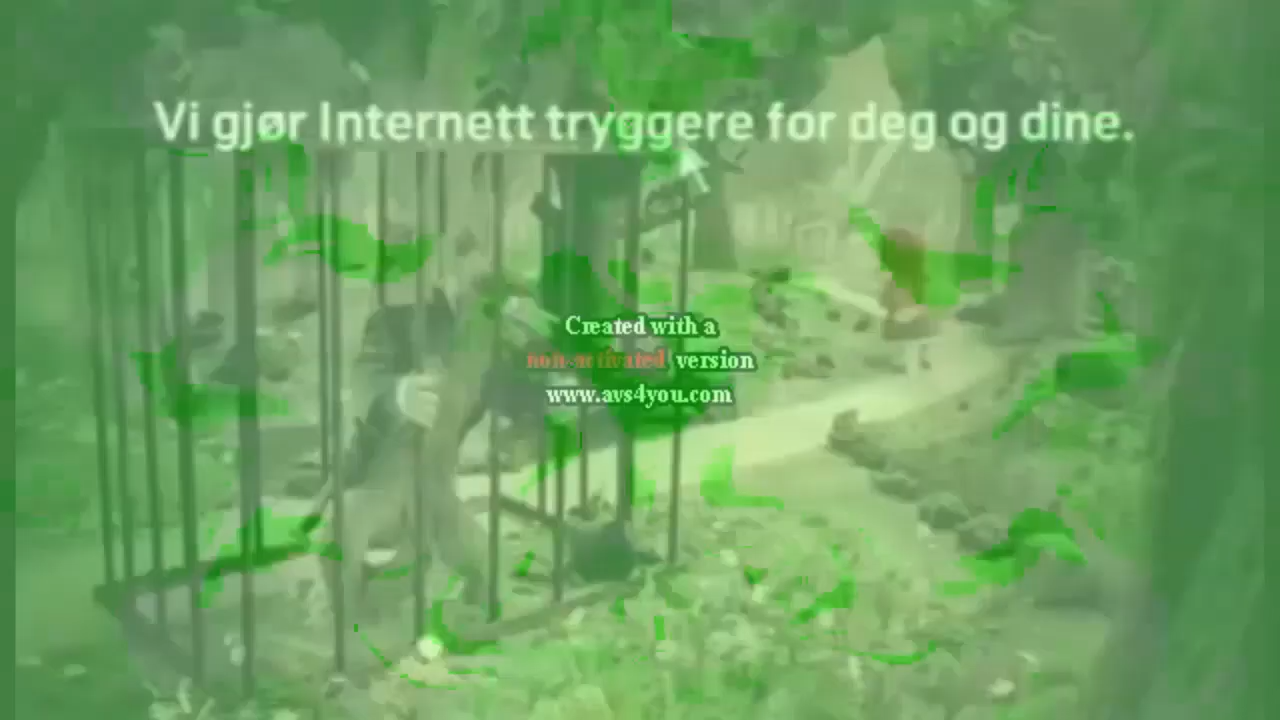 Vi gjør Internett tryggere for deg og dine.
Created with a
non-activated version
www.avs4you.com